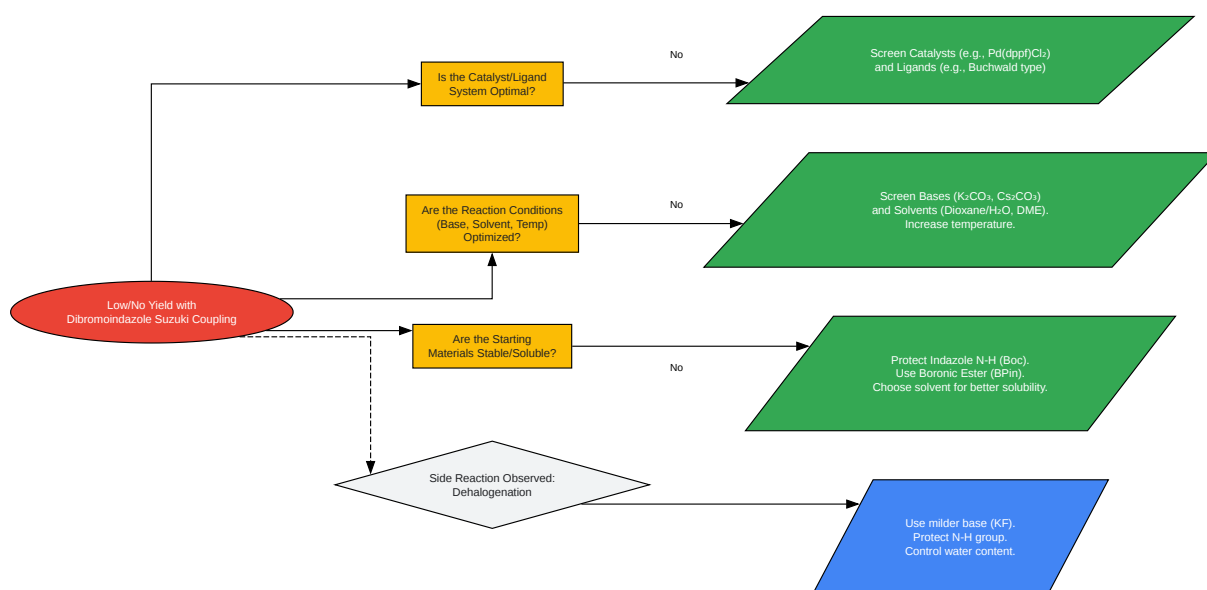 No
Screen Catalysts (e.g., Pd(dppf)Cl₂)
and Ligands (e.g., Buchwald type)
Is the Catalyst/Ligand
System Optimal?
No
Screen Bases (K₂CO₃, Cs₂CO₃)
and Solvents (Dioxane/H₂O, DME).
Increase temperature.
Are the Reaction Conditions
(Base, Solvent, Temp)
Optimized?
Low/No Yield with
Dibromoindazole Suzuki Coupling
Are the Starting
Materials Stable/Soluble?
No
Protect Indazole N-H (Boc).
Use Boronic Ester (BPin).
Choose solvent for better solubility.
Side Reaction Observed:
Dehalogenation
Use milder base (KF).
Protect N-H group.
Control water content.